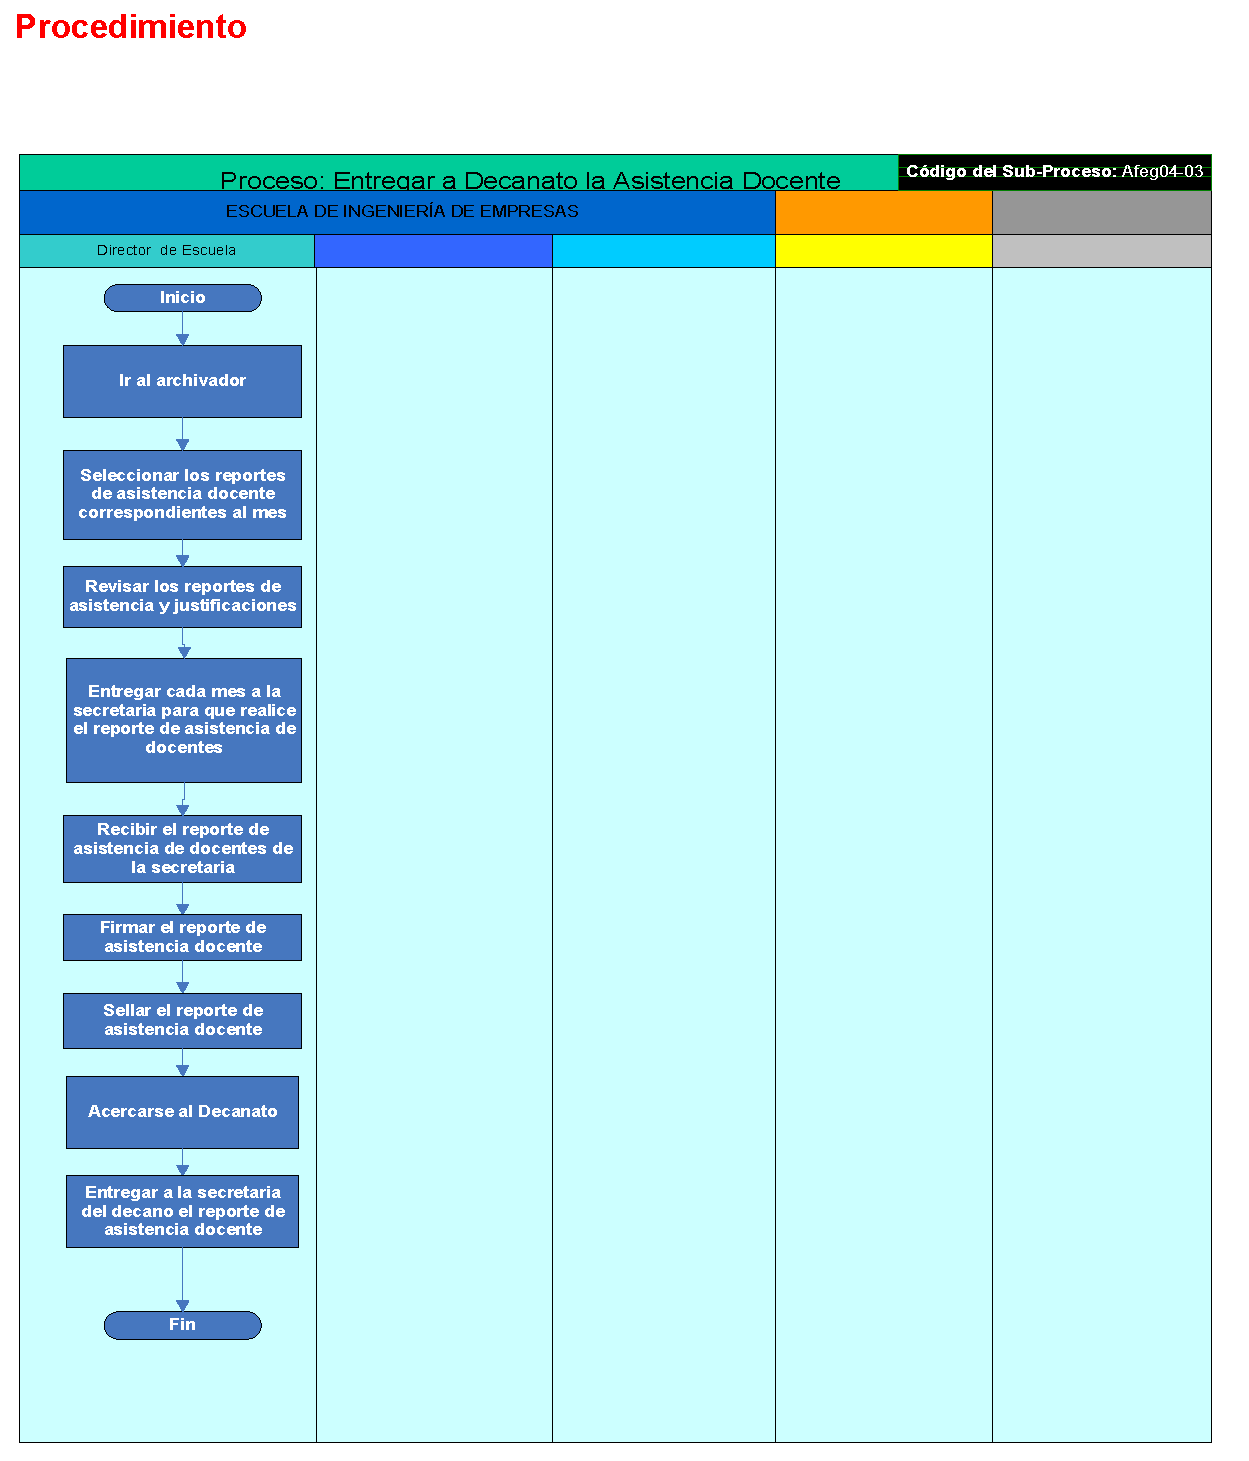 Procedimiento
Proceso: Entregar a Decanato la Asistencia Docente
Código del Sub-Proceso: Afeg04-03
ESCUELA DE INGENIERÍA DE EMPRESAS
Director de Escuela
Inicio
Ir al archivador
Seleccionar los reportes
de asistencia docente
correspondientes al mes
Revisar los reportes de
asistencia y justificaciones
Entregar cada mes a la
secretaria para que realice
el reporte de asistencia de
docentes
Recibir el reporte de
asistencia de docentes de
la secretaria
Firmar el reporte de
asistencia docente
Sellar el reporte de
asistencia docente
Acercarse al Decanato
Entregar a la secretaria
del decano el reporte de
asistencia docente
Fin